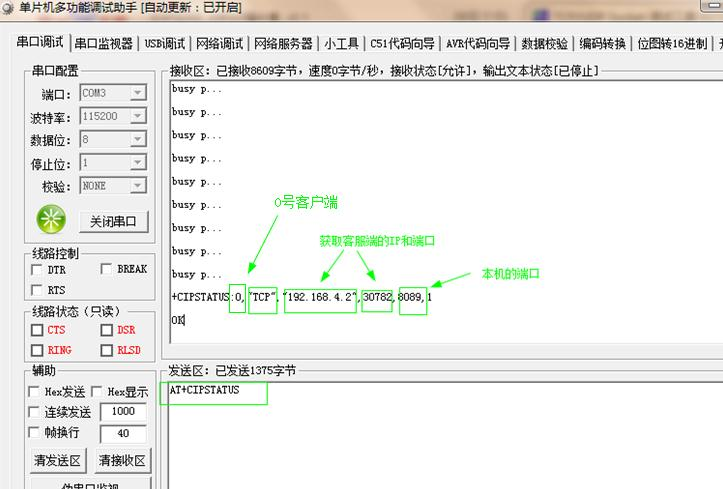 单片机多功能调试助手 [自动更新：已开启]
串口调试 串口监视器 USB调试 网络调试 网络服务器 小工具 C51代码向导 AVR代码向导 数据校验 编码转换 位图转16进制
串口配置
端口： COM3
波特率： 115200
数据位： 8
停止位： 1
校验： NONE
关闭串口
线路控制
DTR BREAK
RTS
线路状态（只读）
CTS DSR
RING RLSD
辅助
Hex发送 Hex显示
连续发送 1000
帧换行 40
清发送区 清接收区
伪串口监视
接收区：已接收8609字节，速度0字节/秒，接收状态[允许]，输出文本状态[已停止]
busy p...
busy p...
busy p...
busy p...
busy p...
busy p...
busy p...
busy p...
busy p...
0号客户端
获取客服端的IP和端口
本机的端口
+CIPSTATUS:0,"TCP","192.168.4.2",30782,8089,1
OK
发送区：已发送1375字节
AT+CIPSTATUS